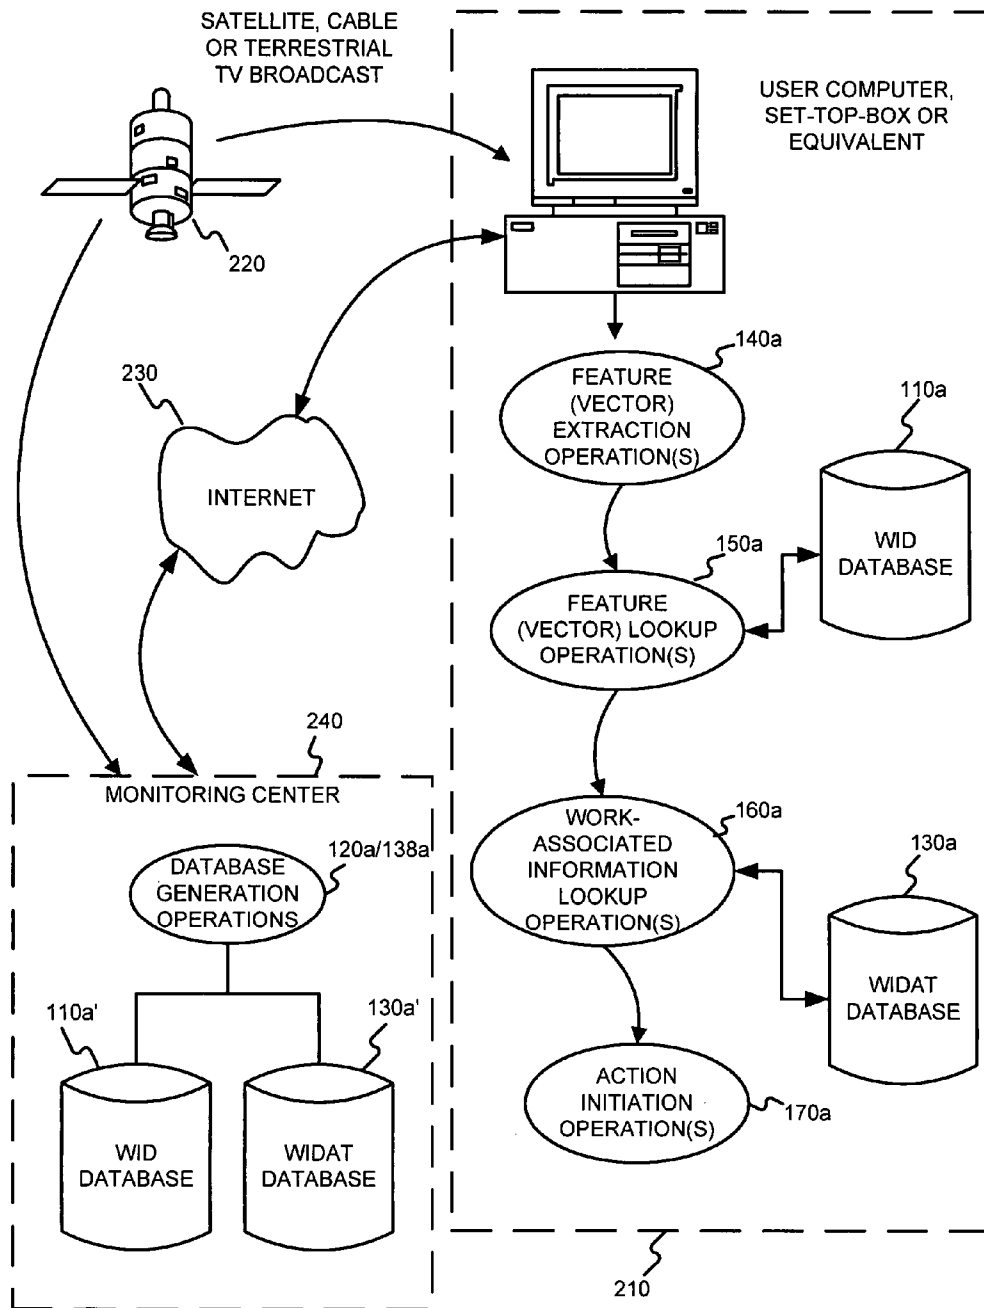 SATELLITE, CABLE
OR TERRESTRIAL
TV BROADCAST
USER COMPUTER,
SET-TOP-BOX OR
EQUIVALENT
220
140a
FEATURE
(VECTOR)
EXTRACTION
OPERATION(S)
230
INTERNET
110a
WID
DATABASE
150a
FEATURE
(VECTOR) LOOKUP
OPERATION(S)
240
MONITORING CENTER
160a
WORK-
ASSOCIATED
INFORMATION
LOOKUP
OPERATION(S)
130a
WIDAT
DATABASE
DATABASE
GENERATION
OPERATIONS
120a/138a
110a'
130a'
WID
DATABASE
WIDAT
DATABASE
ACTION
INITIATION
OPERATION(S)
170a
210